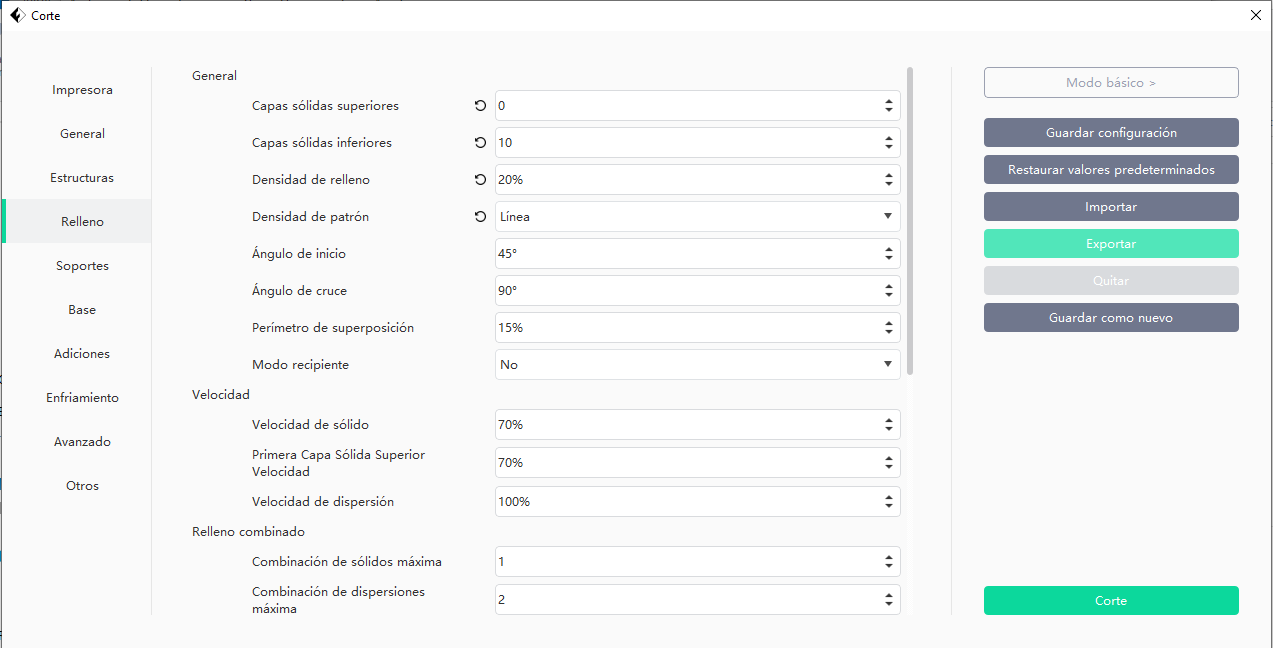 Corte
Impresora
General
Estructuras
Relleno
Soportes
Base
Adiciones
Enfriamiento
Avanzado
Otros
General
Capas sólidas superiores 0
Capas sólidas inferiores 10
Densidad de relleno 20%
Densidad de patrón Línea
Ángulo de inicio 45°
Ángulo de cruce 90°
Perímetro de superposición 15%
Modo recipiente No
Velocidad
Velocidad de sólido 70%
Primera Capa Sólida Superior
Velocidad 70%
Velocidad de dispersión 100%
Relleno combinado
Combinación de sólidos máxima 1
Combinación de dispersiones
máxima 2
Modo básico >
Guardar configuración
Restaurar valores predeterminados
Importar
Exportar
Quitar
Guardar como nuevo
Corte